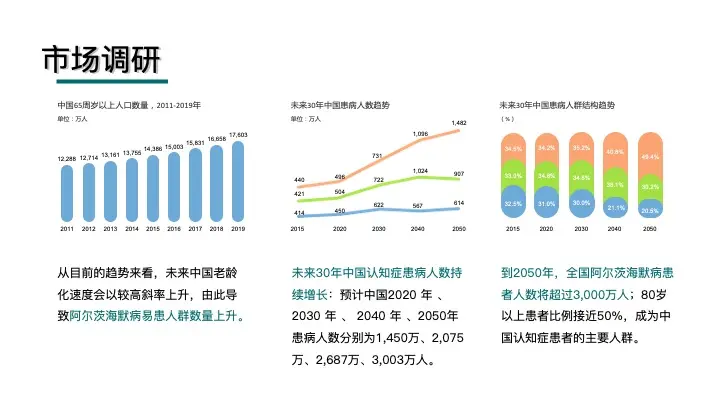 市场调研
中国65周岁以上人口数量，2011-2019年
单位：万人
12,288 12,714 13,161 13,755 14,386 15,003 15,831 16,658 17,603
2011 2012 2013 2014 2015 2016 2017 2018 2019
从目前的趋势来看，未来中国老龄
化速度会以较高斜率上升，由此导
致阿尔茨海默病易患人群数量上升。
未来30年中国患病人数趋势
单位：万人
440 496 731 1,096 1,482
421 504 722 1,024 907
414 450 622 567 614
2015 2020 2030 2040 2050
未来30年中国认知症患病人数持
续增长：预计中国2020 年 、
2030 年 、 2040 年 、2050年
患病人数分别为1,450万、2,075
万、2,687万、3,003万人。
未来30年中国患病人群结构趋势
（%）
34.5% 34.2% 35.2% 40.8% 49.4%
33.0% 34.8% 34.8% 38.1% 30.2%
32.5% 31.0% 30.0% 21.1% 20.5%
2015 2020 2030 2040 2050
到2050年，全国阿尔茨海默病患
者人数将超过3,000万人；80岁
以上患者比例接近50%，成为中
国认知症患者的主要人群。